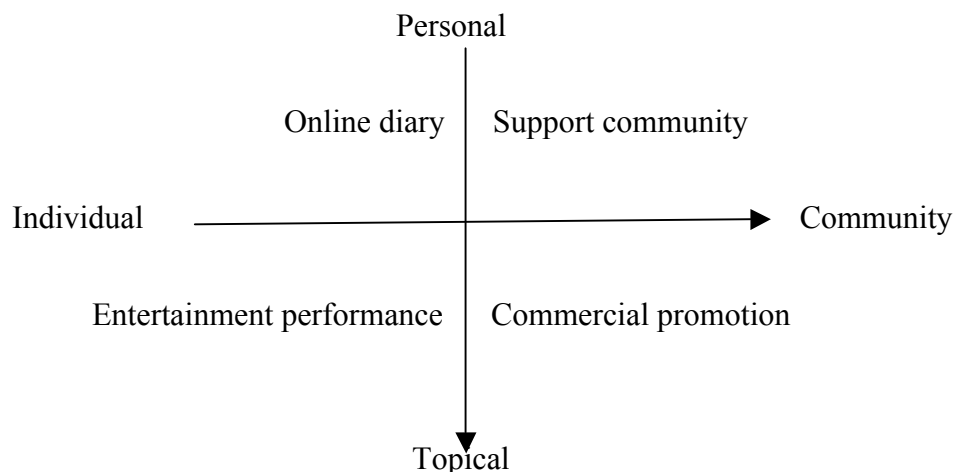 Personal
Online diary Support community
Individual Community
Entertainment performance Commercial promotion
Topical